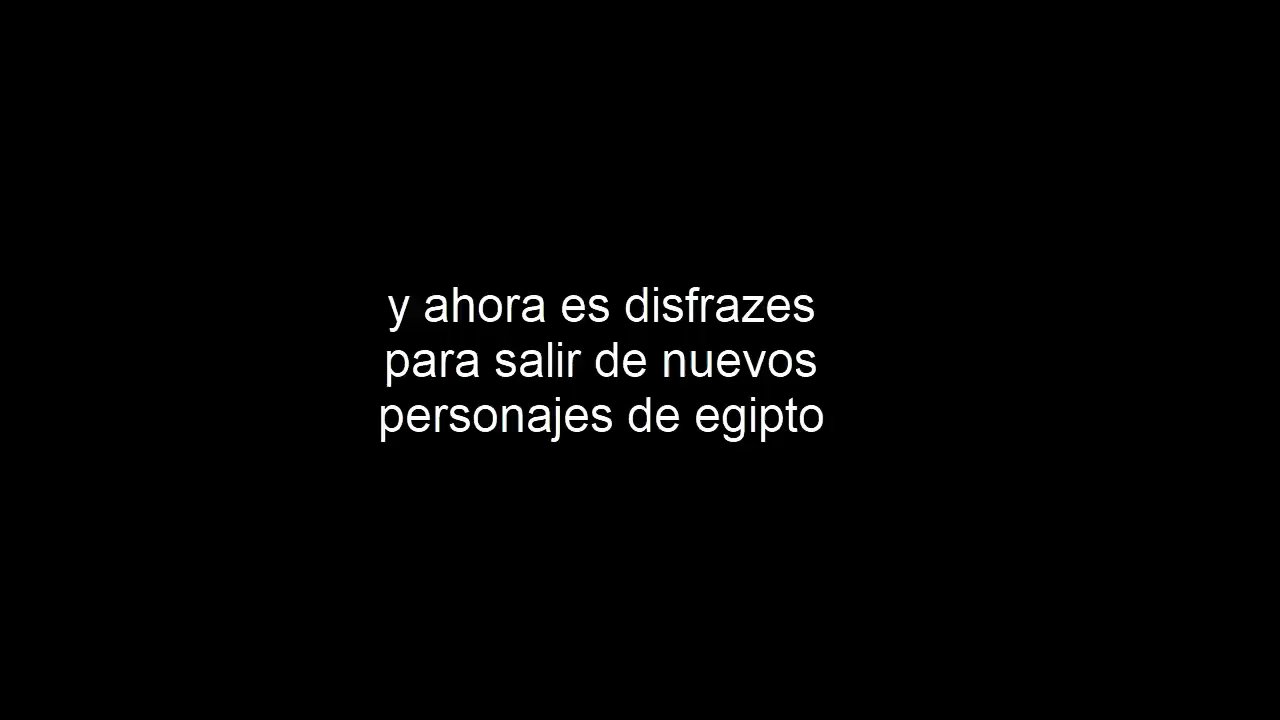 y ahora es disfrazes
para salir de nuevos
personajes de egipto